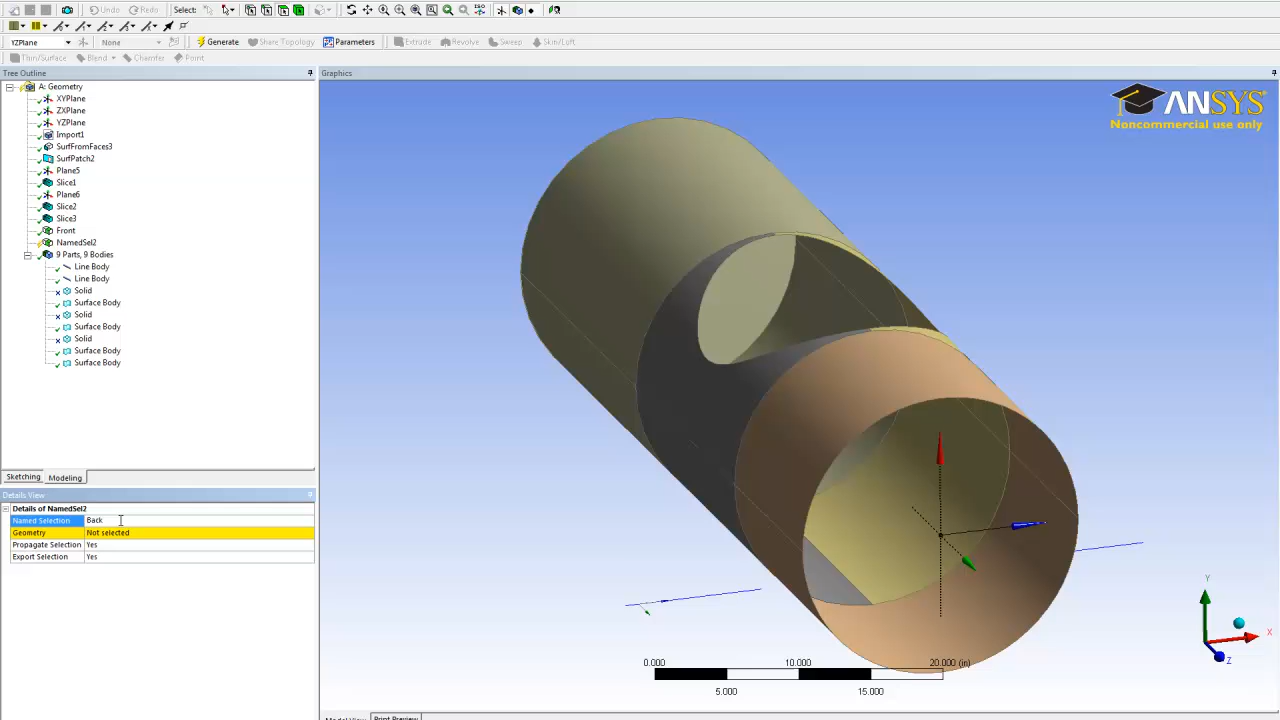 Undo Redo Select:
YZPlane None Generate Share Topology Parameters Extrude Revolve Sweep Skin/Loft
Thin/Surface Blend Chamfer Point
Tree Outline
A: Geometry
XYPlane
ZXPlane
YZPlane
Import1
SurfFromFaces3
SurfPatch2
Plane5
Slice1
Plane6
Slice2
Slice3
Front
NamedSel2
9 Parts, 9 Bodies
Line Body
Line Body
Solid
Surface Body
Solid
Surface Body
Solid
Surface Body
Surface Body
Sketching Modeling
Details View
Details of NamedSel2
Named Selection Back
Geometry Not selected
Propagate Selection Yes
Export Selection Yes
Graphics
ANSYS
Noncommercial use only
0.000 10.000 20.000 (in)
5.000 15.000
Y
X
Z
Model View Print Preview